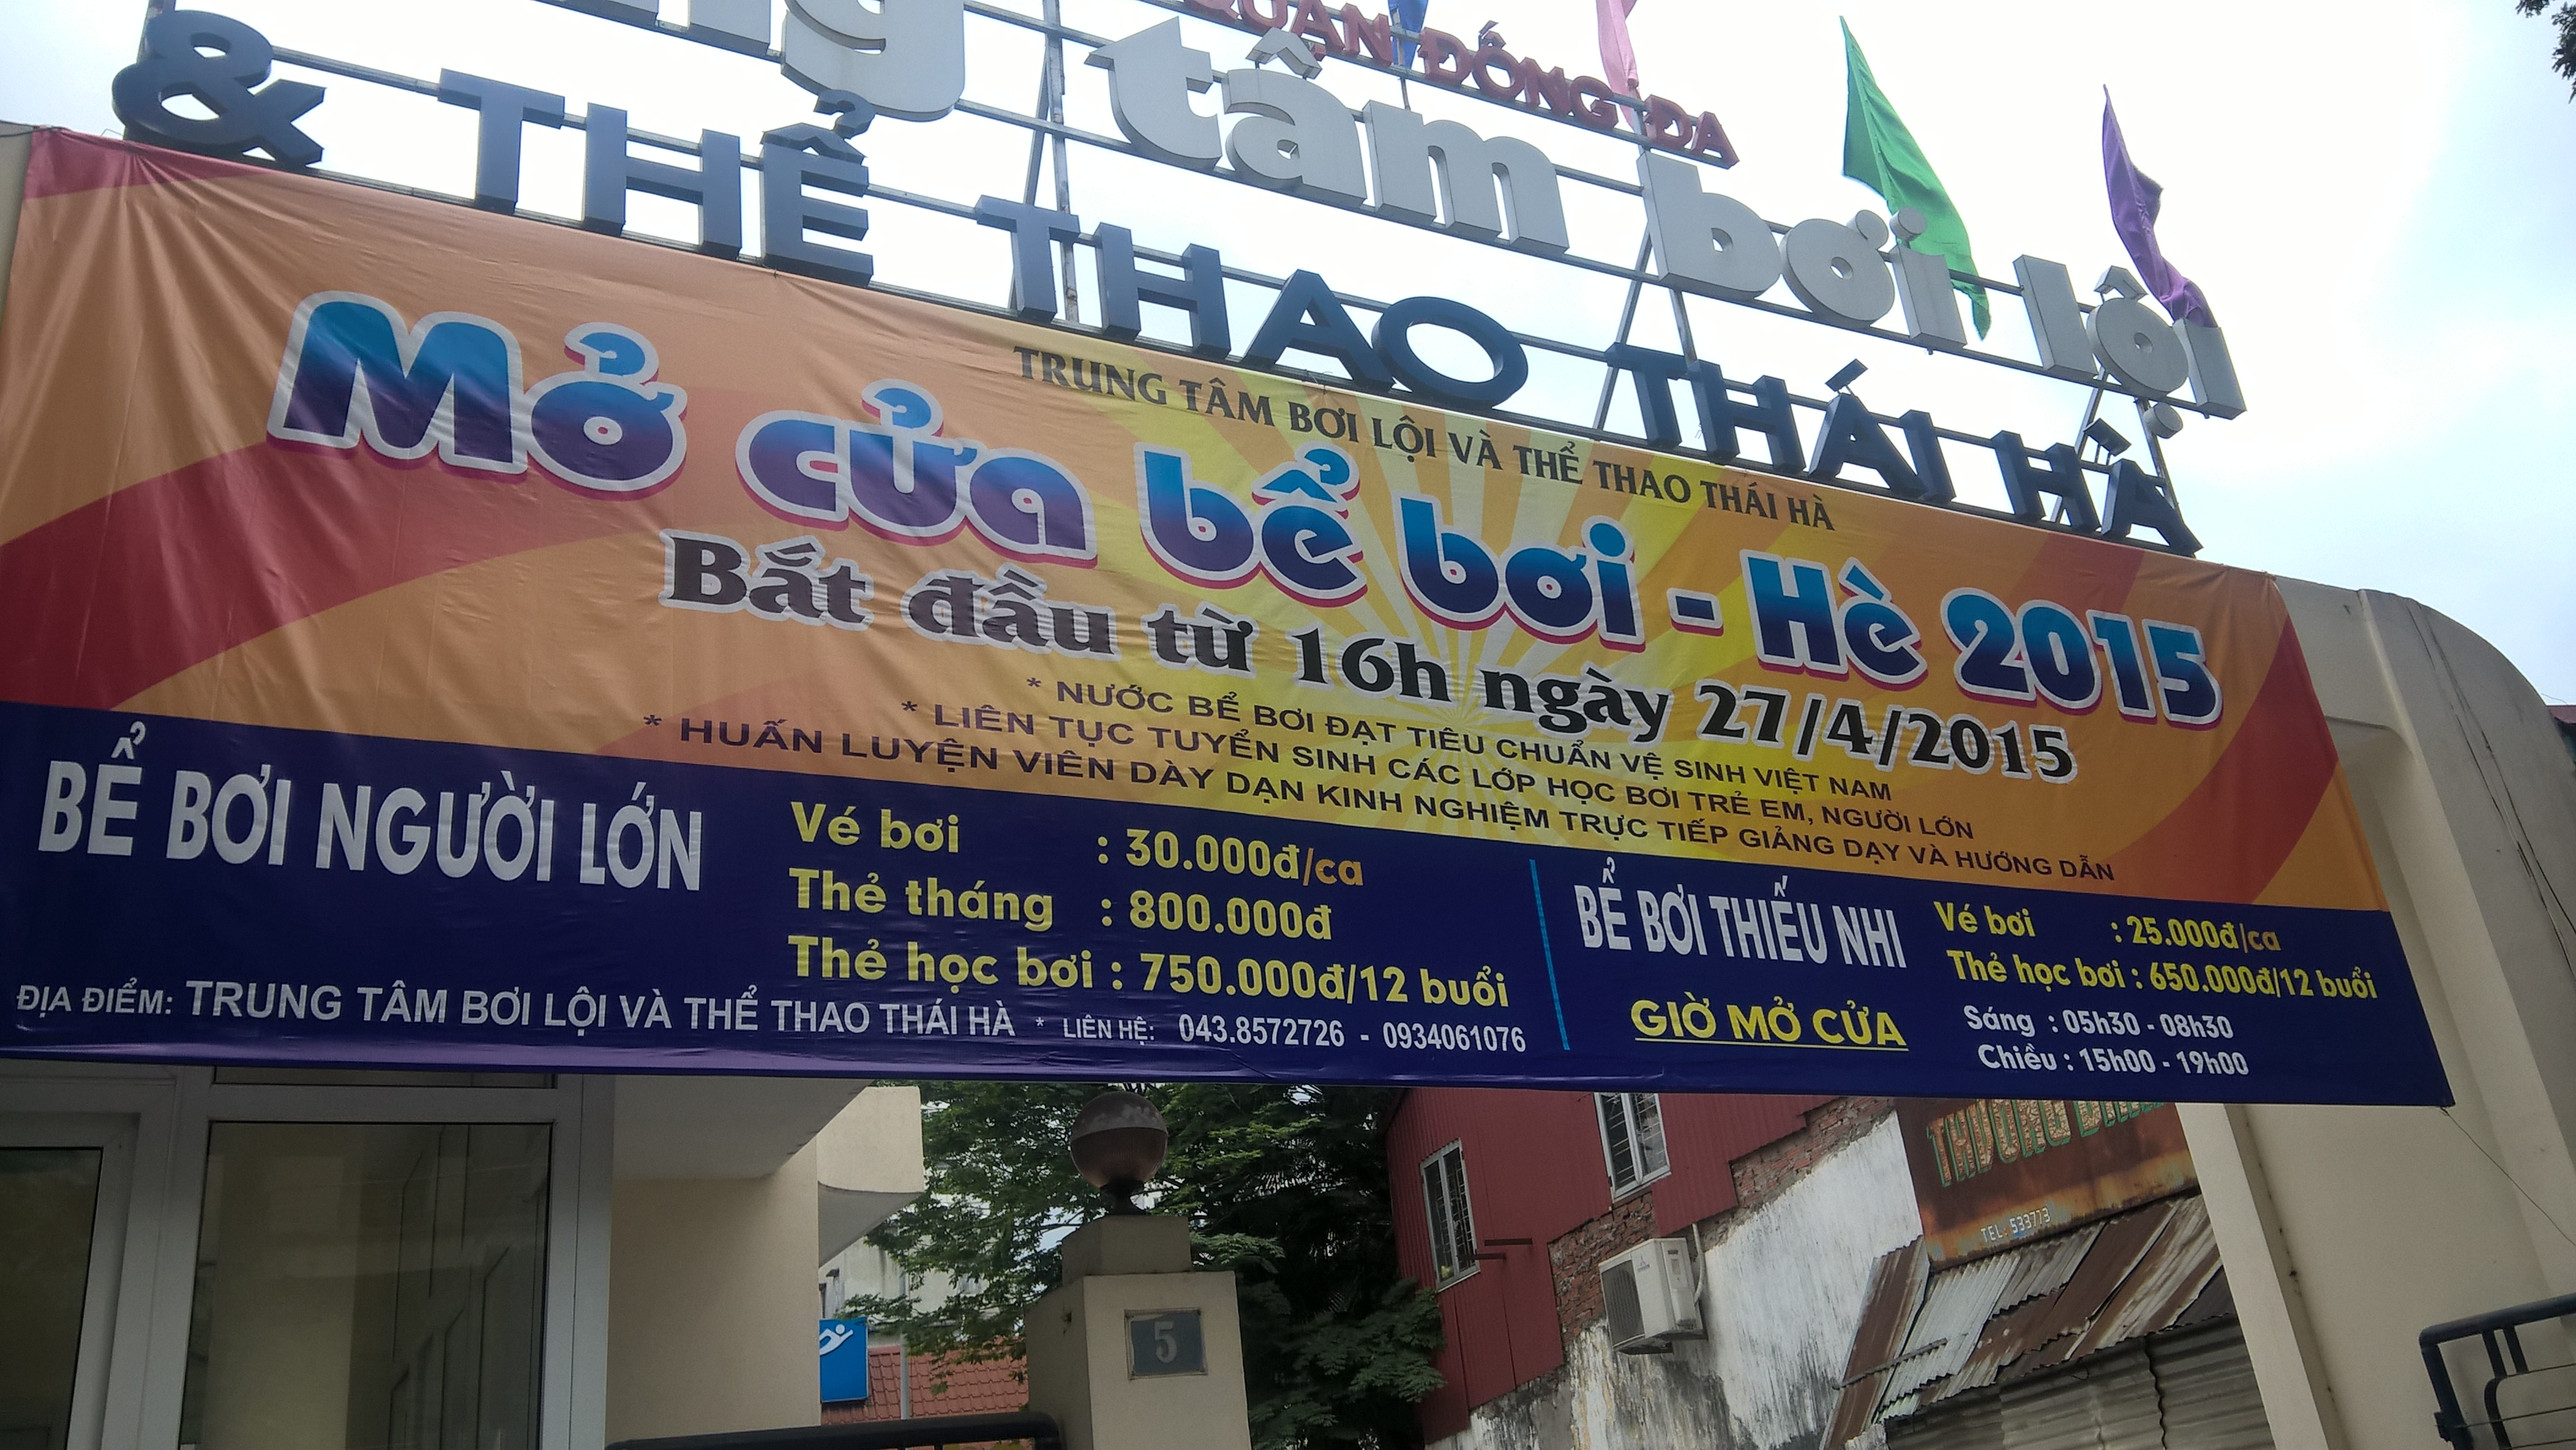 QUẬN ĐỐNG ĐA
tâm bơi lội
& THỂ THAO THÁI HÀ
TRUNG TÂM BƠI LỘI VÀ THỂ THAO THÁI HÀ
Mở cửa bể bơi - Hè 2015
Bắt đầu từ 16h ngày 27/4/2015
* NƯỚC BỂ BƠI ĐẠT TIÊU CHUẨN VỆ SINH VIỆT NAM
* LIÊN TỤC TUYỂN SINH CÁC LỚP HỌC BƠI TRẺ EM, NGƯỜI LỚN
* HUẤN LUYỆN VIÊN DÀY DẠN KINH NGHIỆM TRỰC TIẾP GIẢNG DẠY VÀ HƯỚNG DẪN
BỂ BƠI NGƯỜI LỚN
Vé bơi : 30.000đ/ca
Thẻ tháng : 800.000đ
Thẻ học bơi : 750.000đ/12 buổi
ĐỊA ĐIỂM: TRUNG TÂM BƠI LỘI VÀ THỂ THAO THÁI HÀ * LIÊN HỆ: 043.8572726 - 0934061076
BỂ BƠI THIẾU NHI
Vé bơi : 25.000đ/ca
Thẻ học bơi : 650.000đ/12 buổi
GIỜ MỞ CỬA
Sáng : 05h30 - 08h30
Chiều : 15h00 - 19h00
TEL: 533773
5